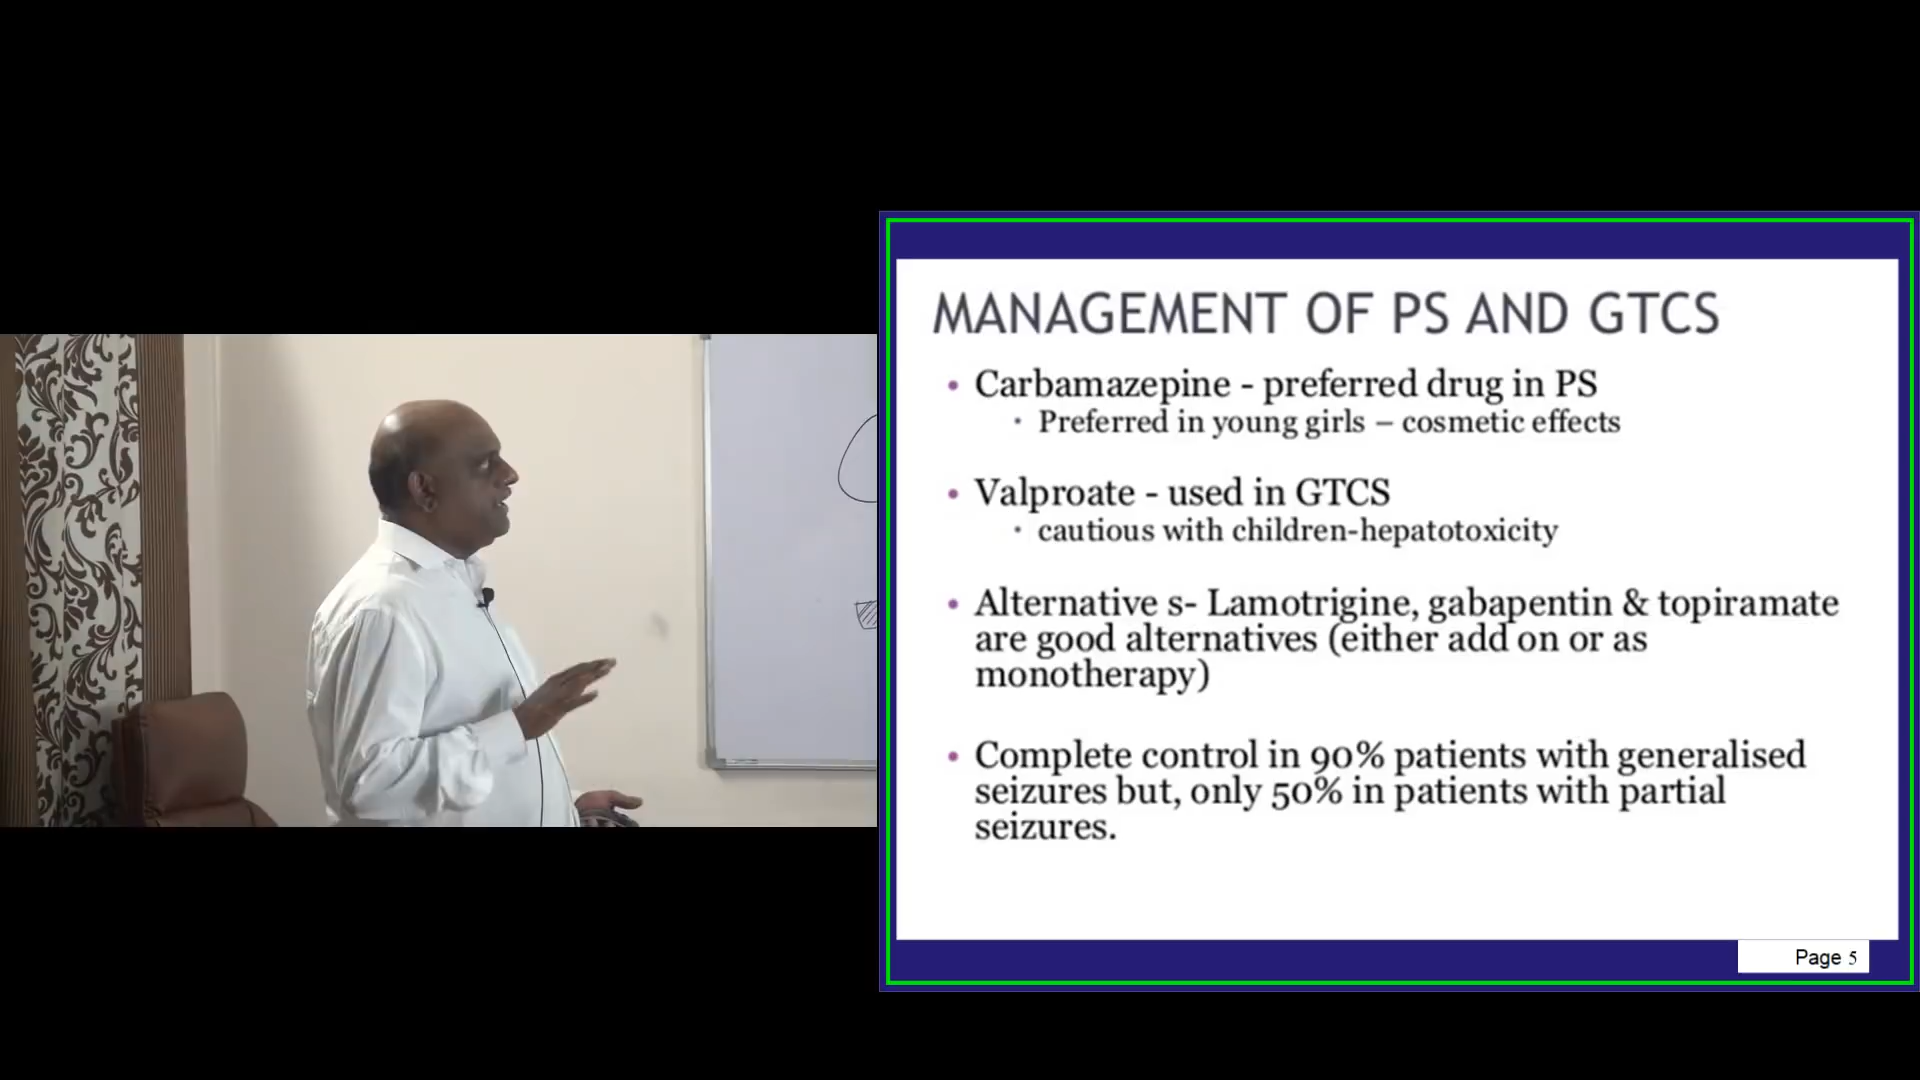 MANAGEMENT OF PS AND GTCS
• Carbamazepine - preferred drug in PS
• Preferred in young girls – cosmetic effects
• Valproate - used in GTCS
• cautious with children-hepatotoxicity
• Alternative s- Lamotrigine, gabapentin & topiramate
are good alternatives (either add on or as
monotherapy)
• Complete control in 90% patients with generalised
seizures but, only 50% in patients with partial
seizures.
Page 5